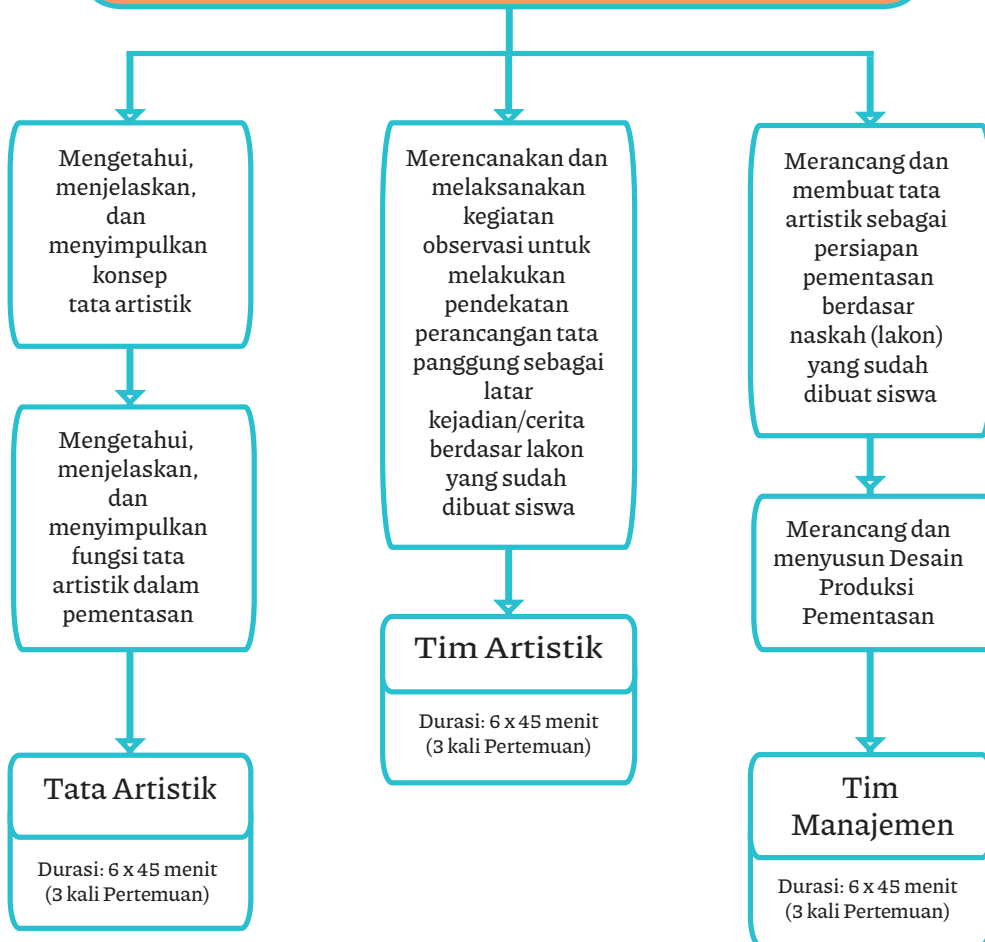 Mengetahui,
menjelaskan,
dan
menyimpulkan
konsep
tata artistik
Mengetahui,
menjelaskan,
dan
menyimpulkan
fungsi tata
artistik dalam
pementasan
Tata Artistik
Durasi: 6 x 45 menit
(3 kali Pertemuan)
Merencanakan dan
melaksanakan
kegiatan
observasi untuk
melakukan
pendekatan
perancangan tata
panggung sebagai
latar
kejadian/cerita
berdasar lakon
yang sudah
dibuat siswa
Tim Artistik
Durasi: 6 x 45 menit
(3 kali Pertemuan)
Merancang dan
membuat tata
artistik sebagai
persiapan
pementasan
berdasar
naskah (lakon)
yang sudah
dibuat siswa
Merancang dan
menyusun Desain
Produksi
Pementasan
Tim
Manajemen
Durasi: 6 x 45 menit
(3 kali Pertemuan)